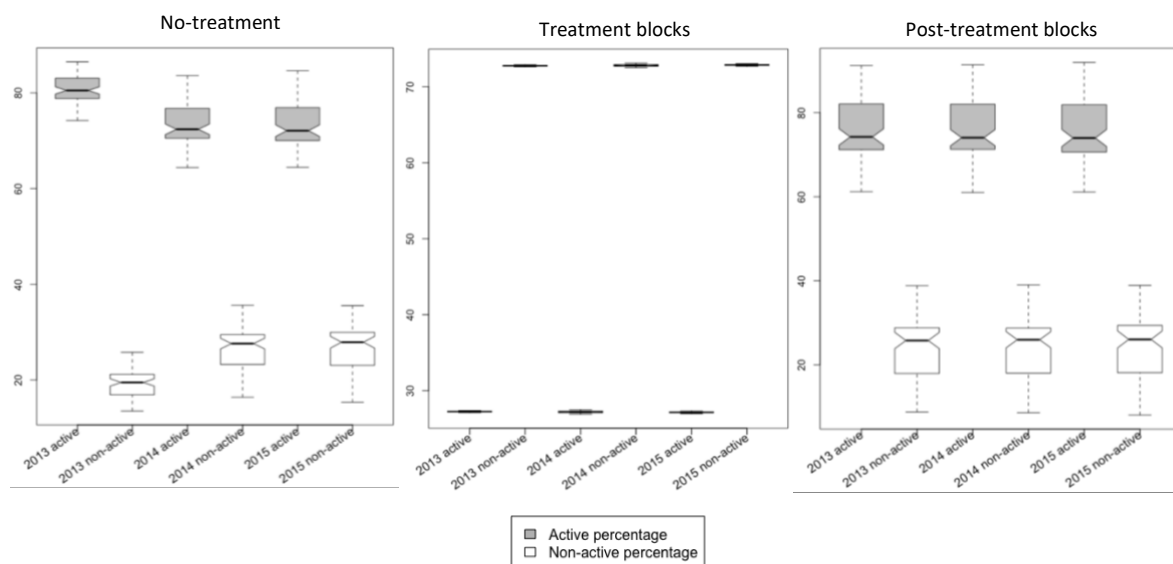 No-treatment
80
60
40
20
2013 active
2013 non-active
2014 active
2014 non-active
2015 active
2015 non-active
Treatment blocks
70
60
50
40
30
2013 active
2013 non-active
2014 active
2014 non-active
2015 active
2015 non-active
Post-treatment blocks
80
60
40
20
2013 active
2013 non-active
2014 active
2014 non-active
2015 active
2015 non-active
Active percentage
Non-active percentage